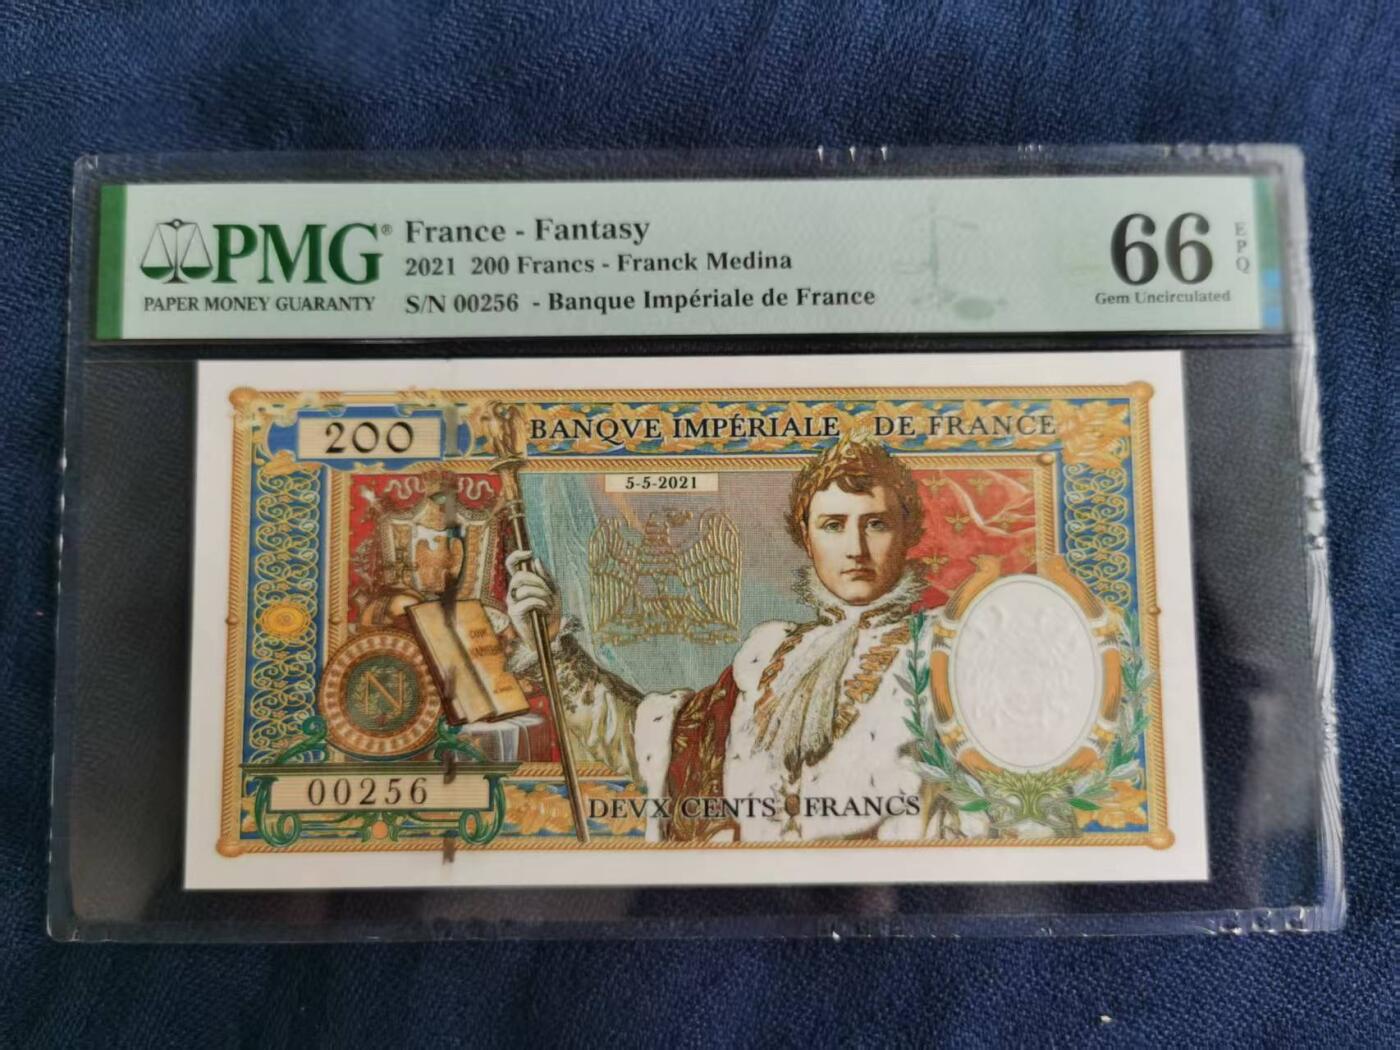 PMG®
PAPER MONEY GUARANTY
France - Fantasy
2021 200 Francs - Franck Medina
S/N 00256 - Banque Impériale de France
66
EPQ
Gem Uncirculated
200
BANQVE IMPÉRIALE DE FRANCE
5-5-2021
N
00256
DEVX CENTS FRANCS